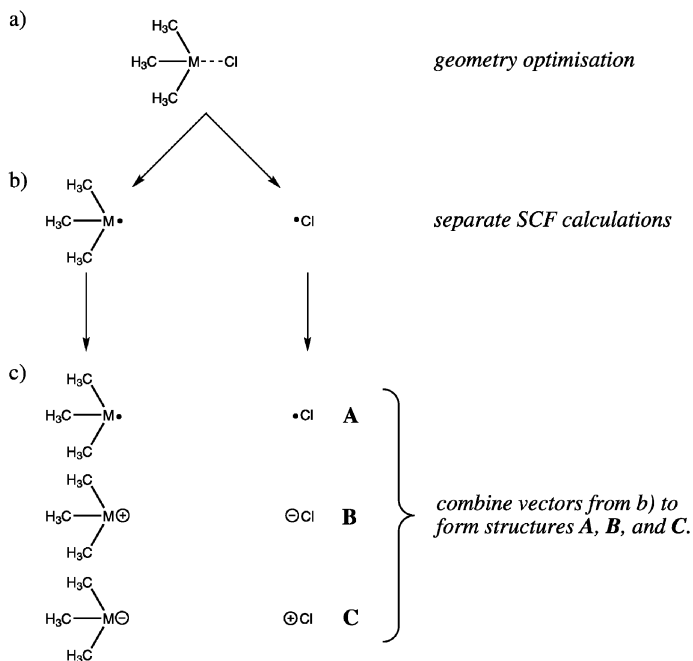 a)
H₃C
H₃C M Cl geometry optimisation
H₃C
b)
H₃C
H₃C M• •Cl separate SCF calculations
H₃C
c)
H₃C
H₃C M• •Cl A
H₃C
H₃C
H₃C M⊕ ⊖Cl B combine vectors from b) to
form structures A, B, and C.
H₃C
H₃C
H₃C M⊖ ⊕Cl C
H₃C